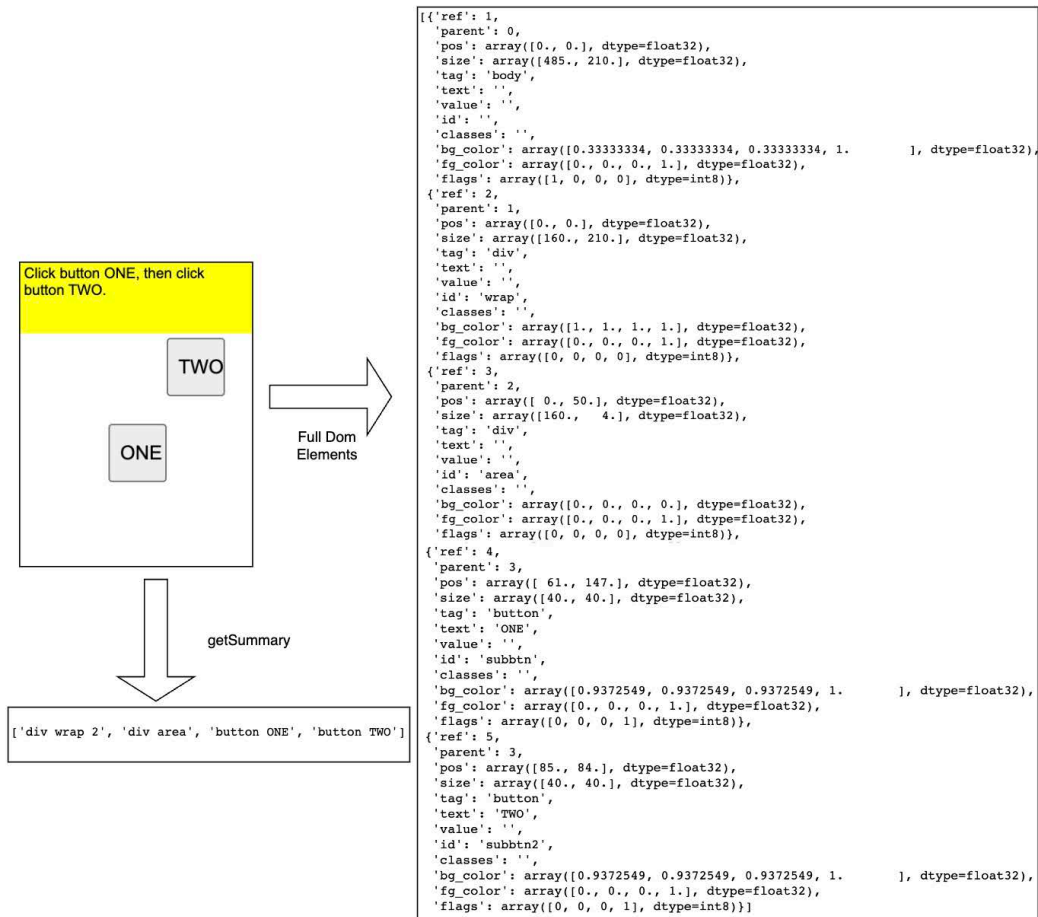 Click button ONE, then click
button TWO.
TWO
ONE
Full Dom
Elements
getSummary
['div wrap 2', 'div area', 'button ONE', 'button TWO']
[{'ref': 1,
'parent': 0,
'pos': array([0., 0.], dtype=float32),
'size': array([485., 210.], dtype=float32),
'tag': 'body',
'text': '',
'value': '',
'id': '',
'classes': '',
'bg_color': array([0.33333334, 0.33333334, 0.33333334, 1.        ], dtype=float32),
'fg_color': array([0., 0., 0., 1.], dtype=float32),
'flags': array([1, 0, 0, 0], dtype=int8)},
{'ref': 2,
'parent': 1,
'pos': array([0., 0.], dtype=float32),
'size': array([160., 210.], dtype=float32),
'tag': 'div',
'text': '',
'value': '',
'id': 'wrap',
'classes': '',
'bg_color': array([1., 1., 1., 1.], dtype=float32),
'fg_color': array([0., 0., 0., 1.], dtype=float32),
'flags': array([0, 0, 0, 0], dtype=int8)},
{'ref': 3,
'parent': 2,
'pos': array([ 0., 50.], dtype=float32),
'size': array([160.,   4.], dtype=float32),
'tag': 'div',
'text': '',
'value': '',
'id': 'area',
'classes': '',
'bg_color': array([0., 0., 0., 0.], dtype=float32),
'fg_color': array([0., 0., 0., 1.], dtype=float32),
'flags': array([0, 0, 0, 0], dtype=int8)},
{'ref': 4,
'parent': 3,
'pos': array([ 61., 147.], dtype=float32),
'size': array([40., 40.], dtype=float32),
'tag': 'button',
'text': 'ONE',
'value': '',
'id': 'subbtn',
'classes': '',
'bg_color': array([0.9372549, 0.9372549, 0.9372549, 1.        ], dtype=float32),
'fg_color': array([0., 0., 0., 1.], dtype=float32),
'flags': array([0, 0, 0, 1], dtype=int8)},
{'ref': 5,
'parent': 3,
'pos': array([85., 84.], dtype=float32),
'size': array([40., 40.], dtype=float32),
'tag': 'button',
'text': 'TWO',
'value': '',
'id': 'subbtn2',
'classes': '',
'bg_color': array([0.9372549, 0.9372549, 0.9372549, 1.        ], dtype=float32),
'fg_color': array([0., 0., 0., 1.], dtype=float32),
'flags': array([0, 0, 0, 1], dtype=int8)}]